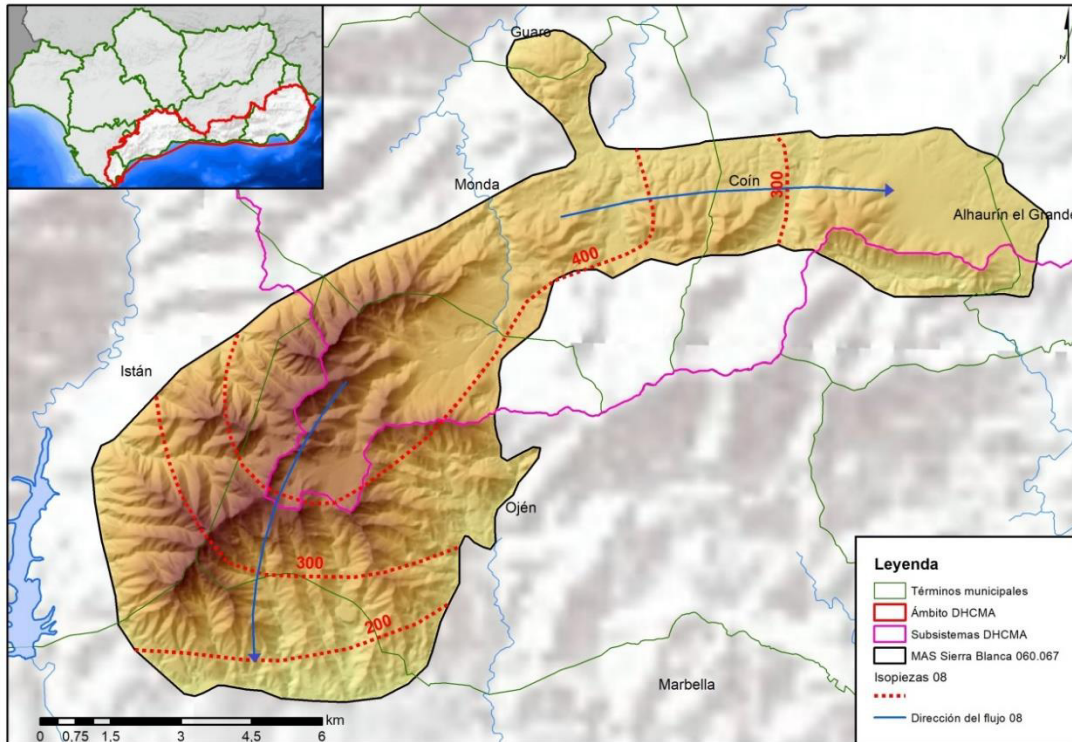 Guaro
Monda
Coín
300
Alhaurín el Grande
400
Istán
Ojén
300
200
Marbella
Leyenda
Términos municipales
Ámbito DHCMA
Subsistemas DHCMA
MAS Sierra Blanca 060.067
Isopiezas 08
Dirección del flujo 08
km
0 0,75 1,5 3 4,5 6